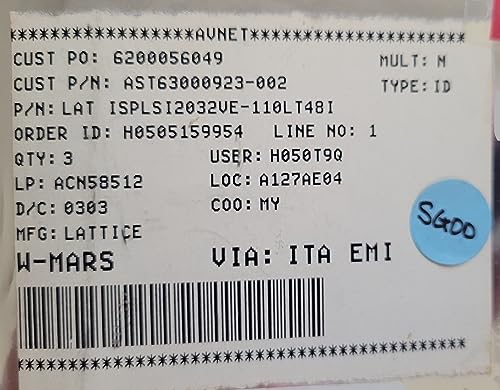 ********************AVNET************************
CUST PO: 6200056049 MULT: N
CUST P/N: AST63000923-002 TYPE: ID
P/N: LAT ISPLSI2032VE-110LT48I
ORDER ID: H0505159954 LINE NO: 1
QTY: 3 USER: H050T9Q
LP: ACN58512 LOC: A127AE04
D/C: 0303 COO: MY
MFG: LATTICE
SGOO
W-MARS VIA: ITA EMI
*************************************************